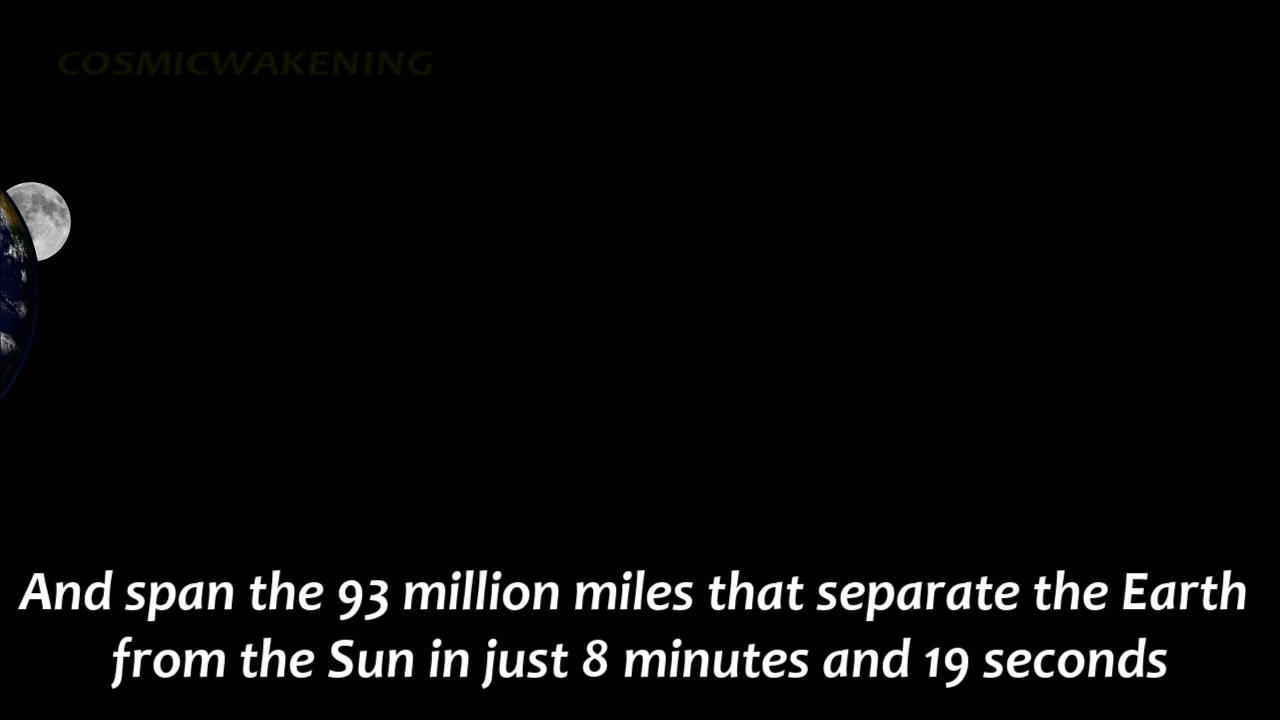 COSMICWAKENING
And span the 93 million miles that separate the Earth
from the Sun in just 8 minutes and 19 seconds